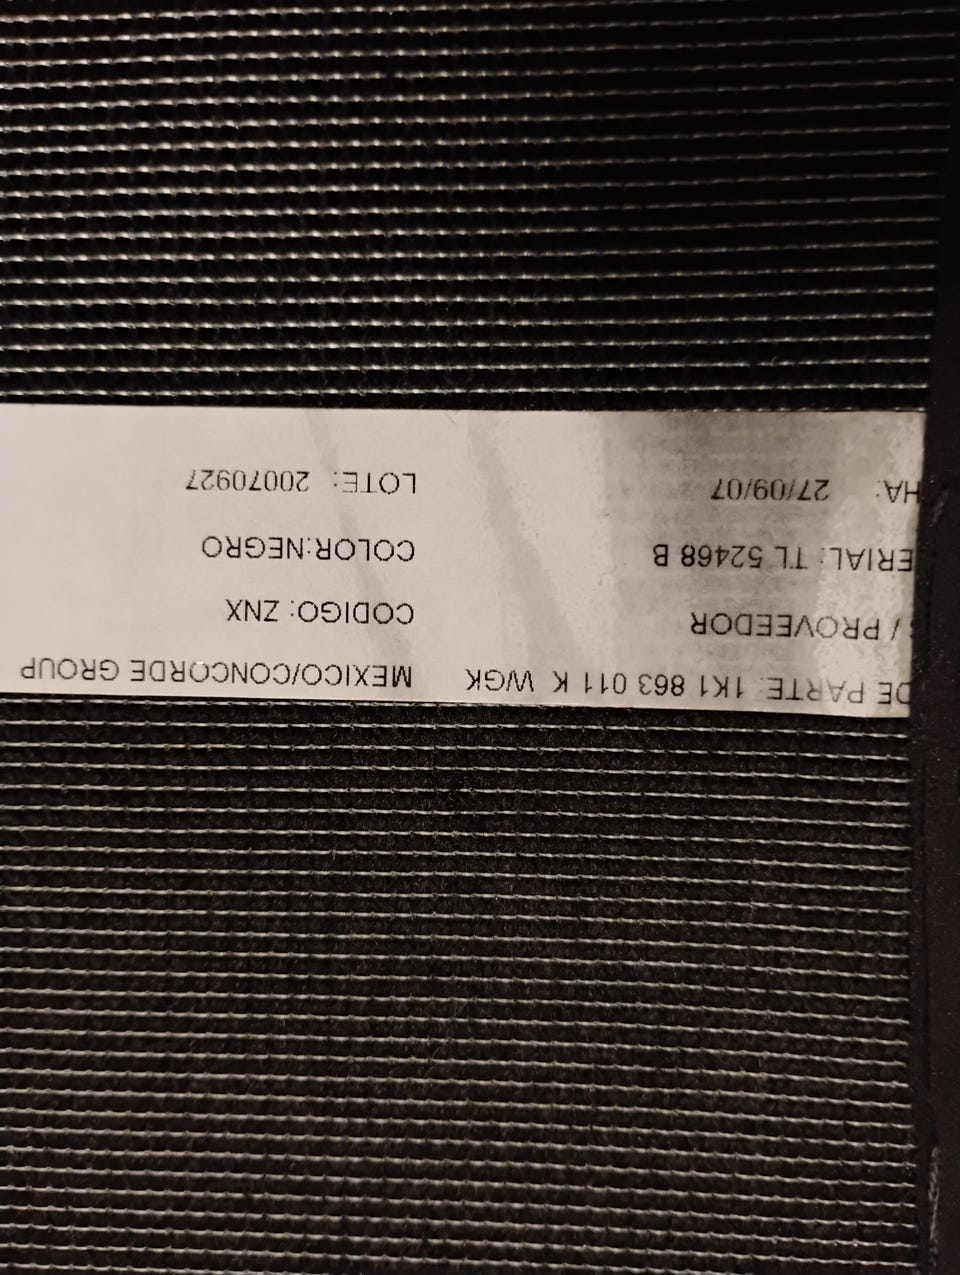 DE PARTE: 1K1 863 011 K WGK MEXICO/CONCORDE GROUP
/ PROVEEDOR CODIGO: ZNX
ERIAL: TL 52468 B COLOR:NEGRO
HA: 27/09/07 LOTE: 20070927